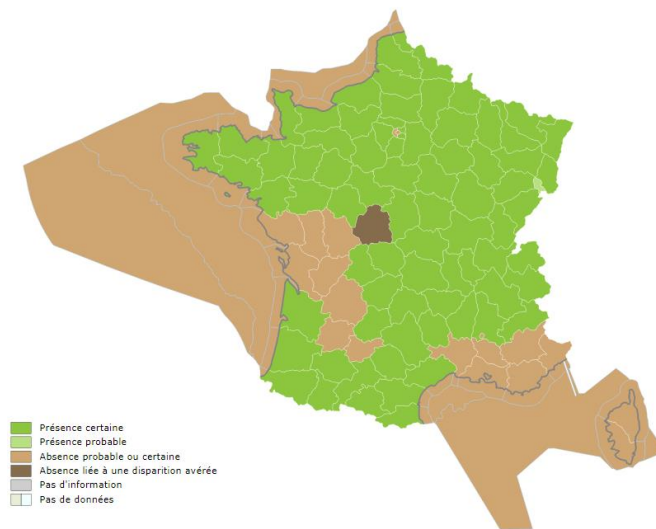 Présence certaine
Présence probable
Absence probable ou certaine
Absence liée à une disparition avérée
Pas d'information
Pas de données